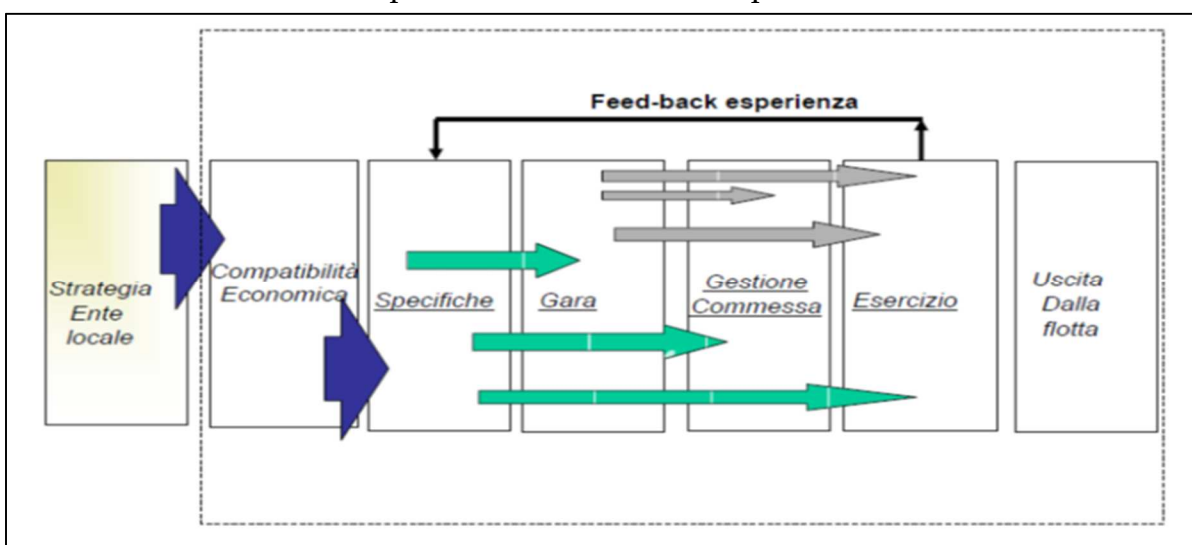 Feed-back esperienza
Strategia
Ente
locale
Compatibilità
Economica
Specifiche
Gara
Gestione
Commessa
Esercizio
Uscita
Dalla
flotta